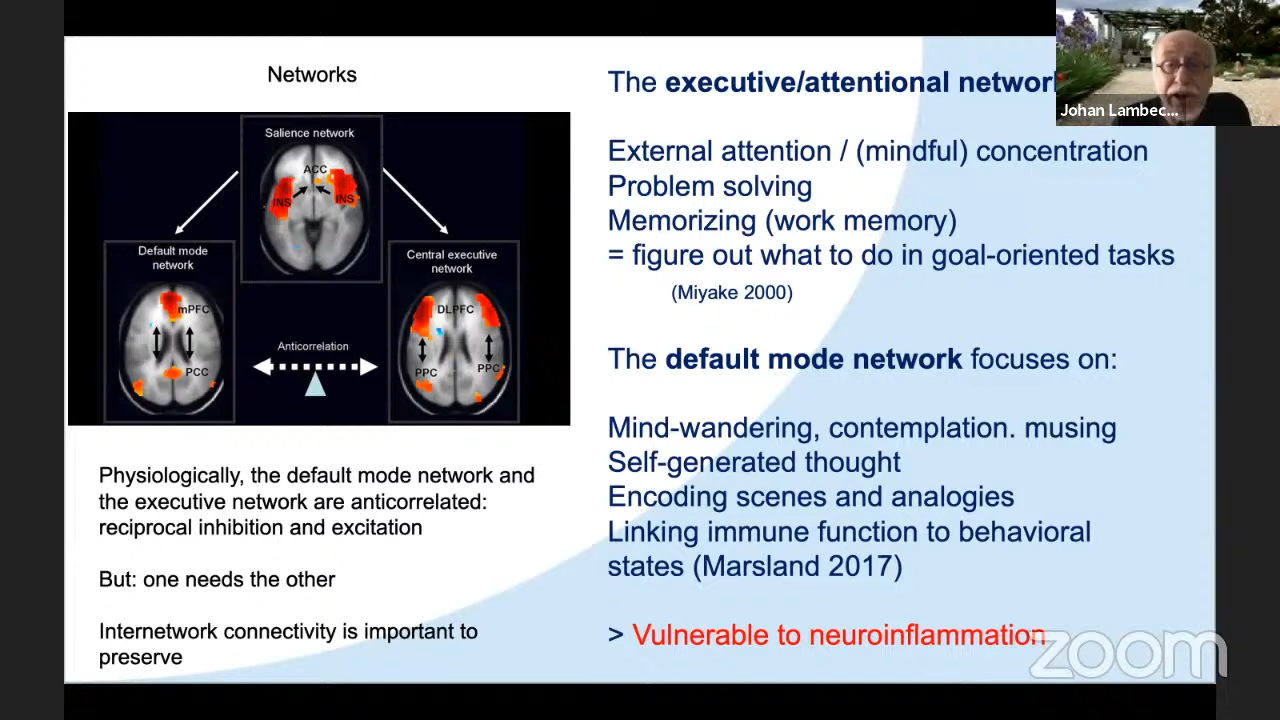 Networks
Salience network
ACC
INS
INS
Default mode
network
mPFC
PCC
Anticorrelation
Central executive
network
DLPFC
PPC
PPC
Physiologically, the default mode network and
the executive network are anticorrelated:
reciprocal inhibition and excitation
But: one needs the other
Internetwork connectivity is important to
preserve
The executive/attentional network
External attention / (mindful) concentration
Problem solving
Memorizing (work memory)
= figure out what to do in goal-oriented tasks
(Miyake 2000)
The default mode network focuses on:
Mind-wandering, contemplation. musing
Self-generated thought
Encoding scenes and analogies
Linking immune function to behavioral
states (Marsland 2017)
> Vulnerable to neuroinflammation
Johan Lambec...
zoom